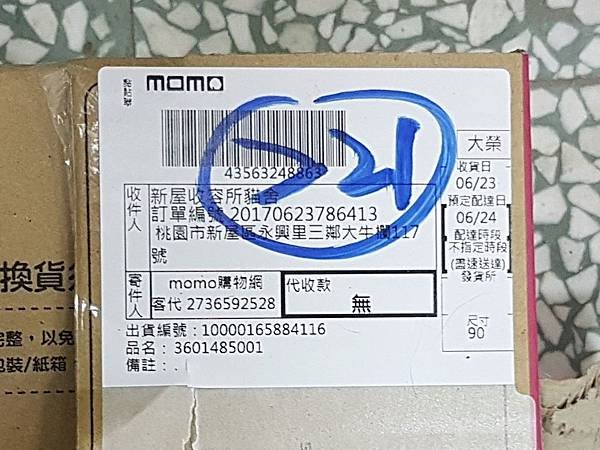 momo
43563248863
721
大榮
收貨日
06/23
預定配達日
06/24
配達時段
不指定時段
(盡速送達)
發貨所
尺寸
90
收件人
新屋收容所貓舍
訂單編號 20170623786413
桃園市新屋區永興里三鄰大牛欄117
號
寄件人
momo購物網
客代 2736592528
代收款
無
出貨編號：10000165884116
品名：3601485001
備註：.
換貨
完整，以免
包裝/紙箱